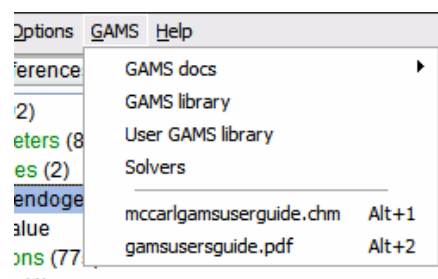 Options GAMS Help
ference
GAMS docs
2)
GAMS library
eters (8
User GAMS library
es (2)
Solvers
endoge
alue
mccarlgamsuserguide.chm Alt+1
ons (77
gamsusersguide.pdf Alt+2